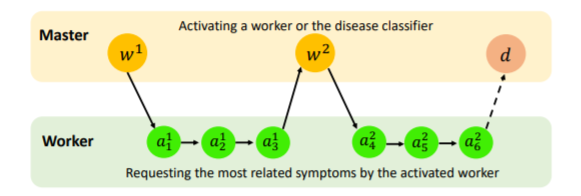 Activating a worker or the disease classifier
Master
w¹ w² d
Worker
a₁¹ a₂¹ a₃¹ a₄² a₅² a₆²
Requesting the most related symptoms by the activated worker